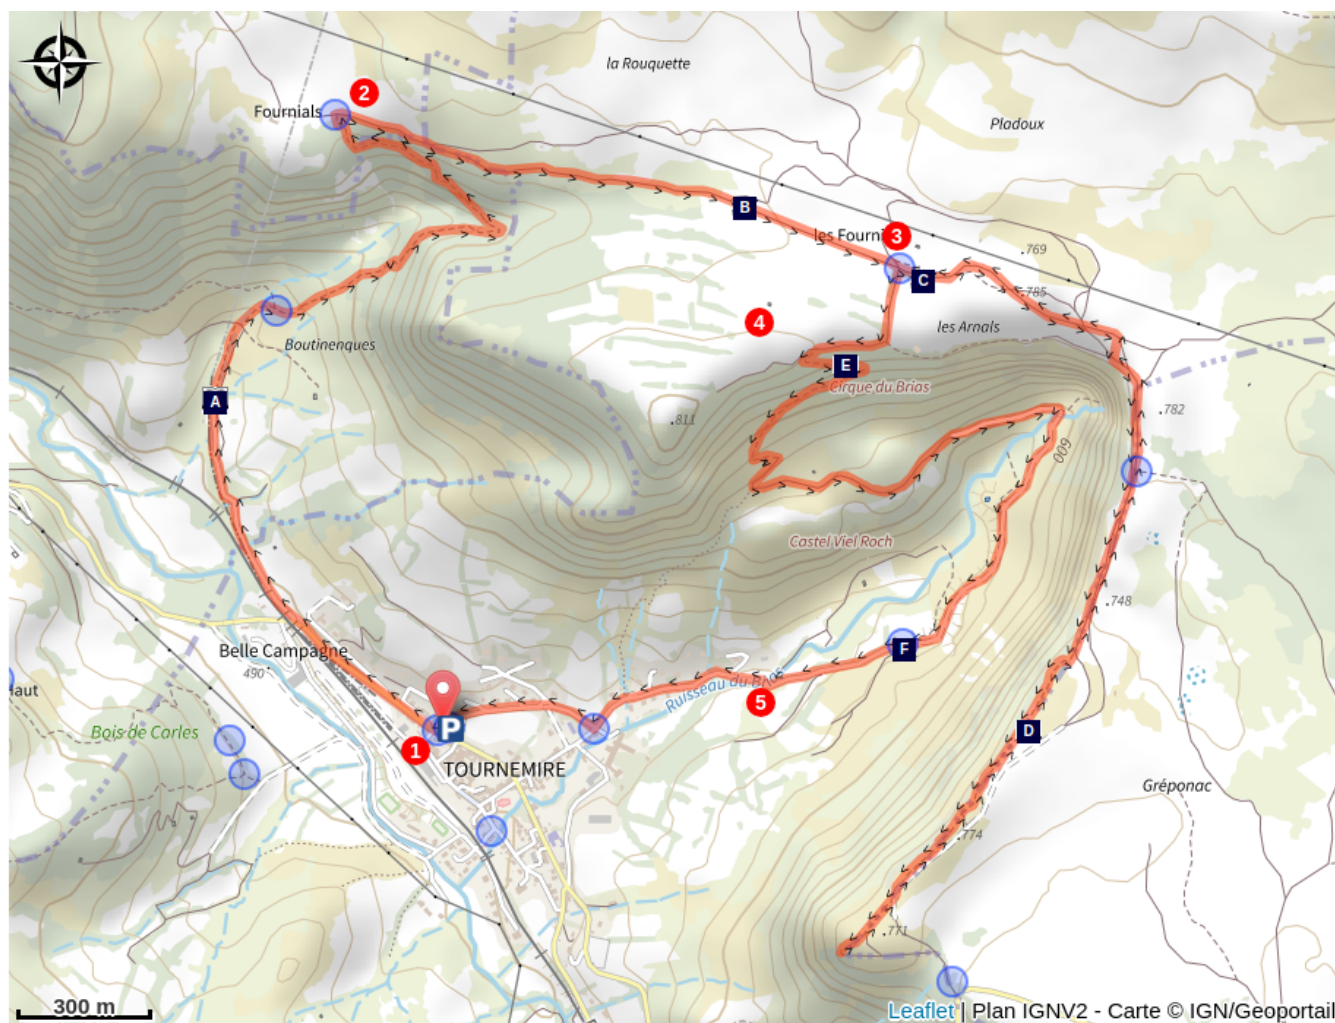 la Rouquette
2
Fournials
Pladoux
B
les Fourni
3
769
C
785
4
les Arnals
Boutinenques
E
Cirque du Brias
A
811
782
600
Castel Viel Roch
748
Belle Campagne
F
490
Haut
Ruisseau du Brias
5
Bois de Carles
P
1
D
TOURNEMIRE
Gréponac
774
771
300 m
Leaflet | Plan IGNV2 - Carte © IGN/Geoportail